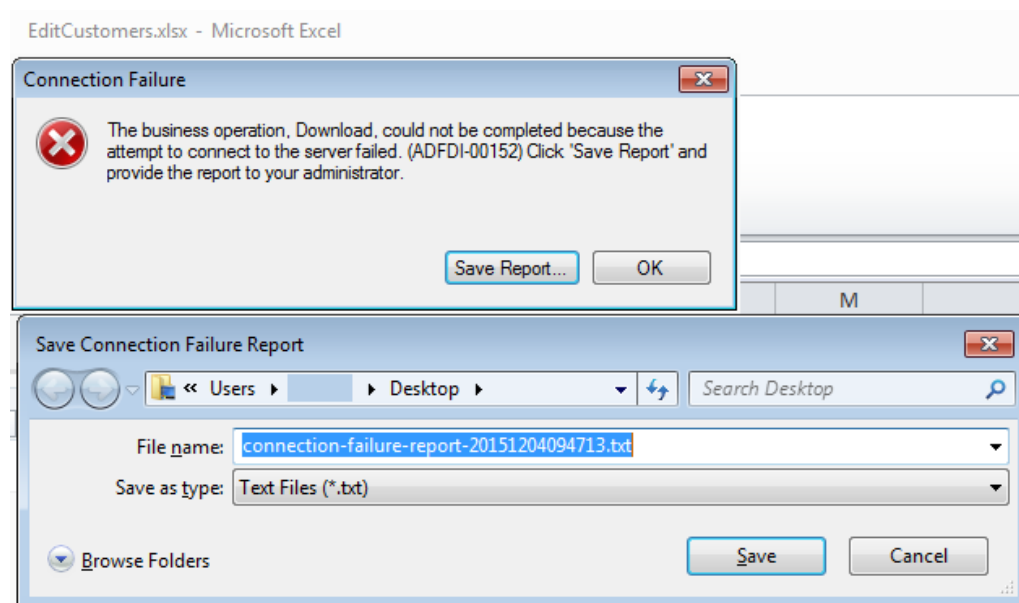 EditCustomers.xlsx - Microsoft Excel
Connection Failure
The business operation, Download, could not be completed because the
attempt to connect to the server failed. (ADFDI-00152) Click 'Save Report' and
provide the report to your administrator.
Save Report... OK
M
Save Connection Failure Report
« Users Desktop Search Desktop
File name: connection-failure-report-20151204094713.txt
Save as type: Text Files (*.txt)
Browse Folders Save Cancel